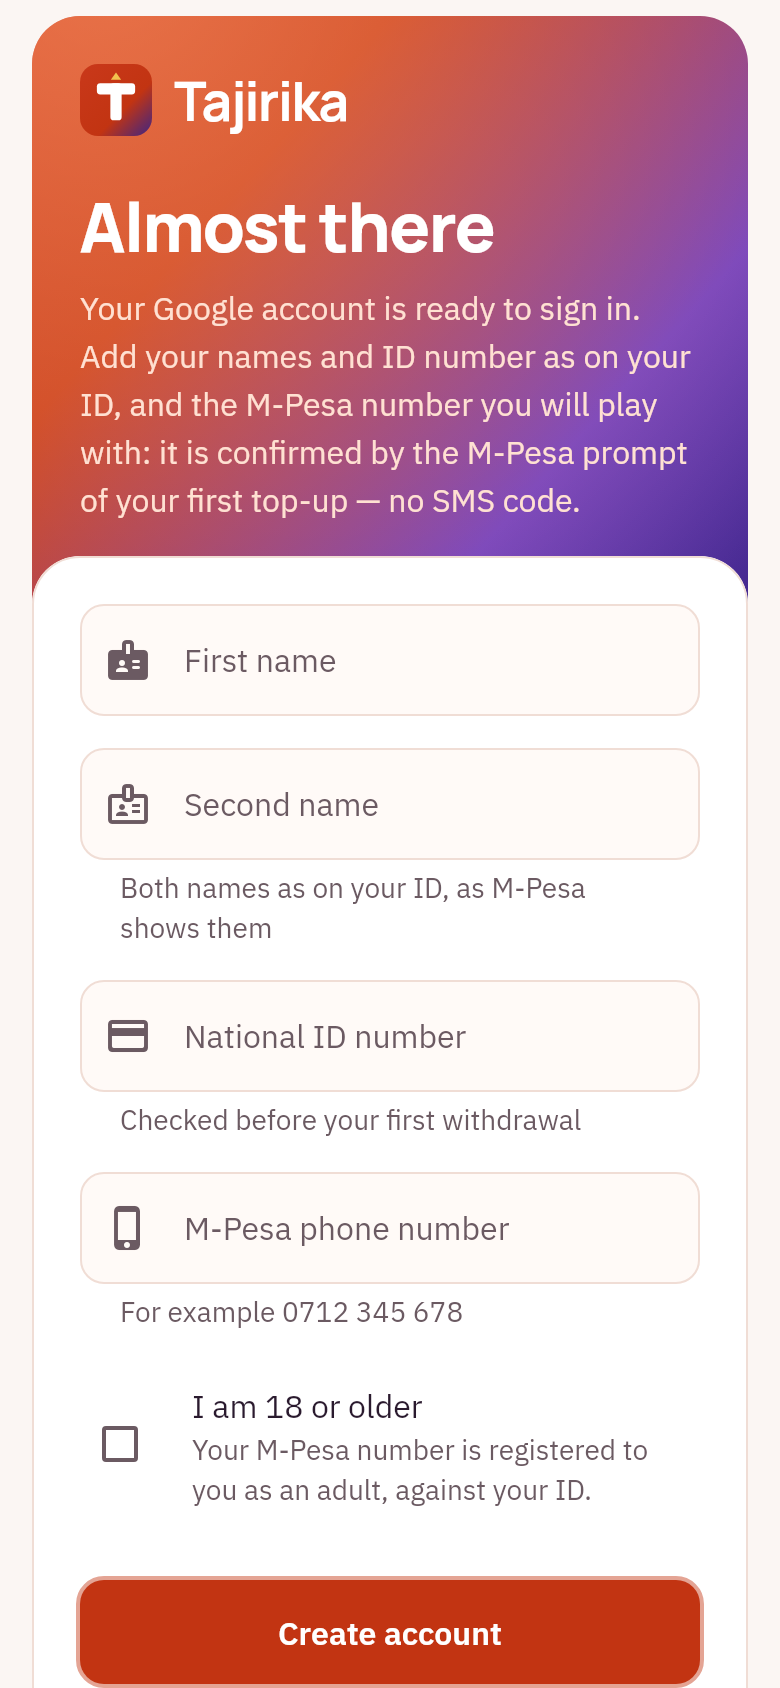 Tajirika
Almost there
Your Google account is ready to sign in.
Add your names and ID number as on your
ID, and the M-Pesa number you will play
with: it is confirmed by the M-Pesa prompt
of your first top-up — no SMS code.
First name
Second name
Both names as on your ID, as M-Pesa
shows them
National ID number
Checked before your first withdrawal
M-Pesa phone number
For example 0712 345 678
I am 18 or older
Your M-Pesa number is registered to
you as an adult, against your ID.
Create account